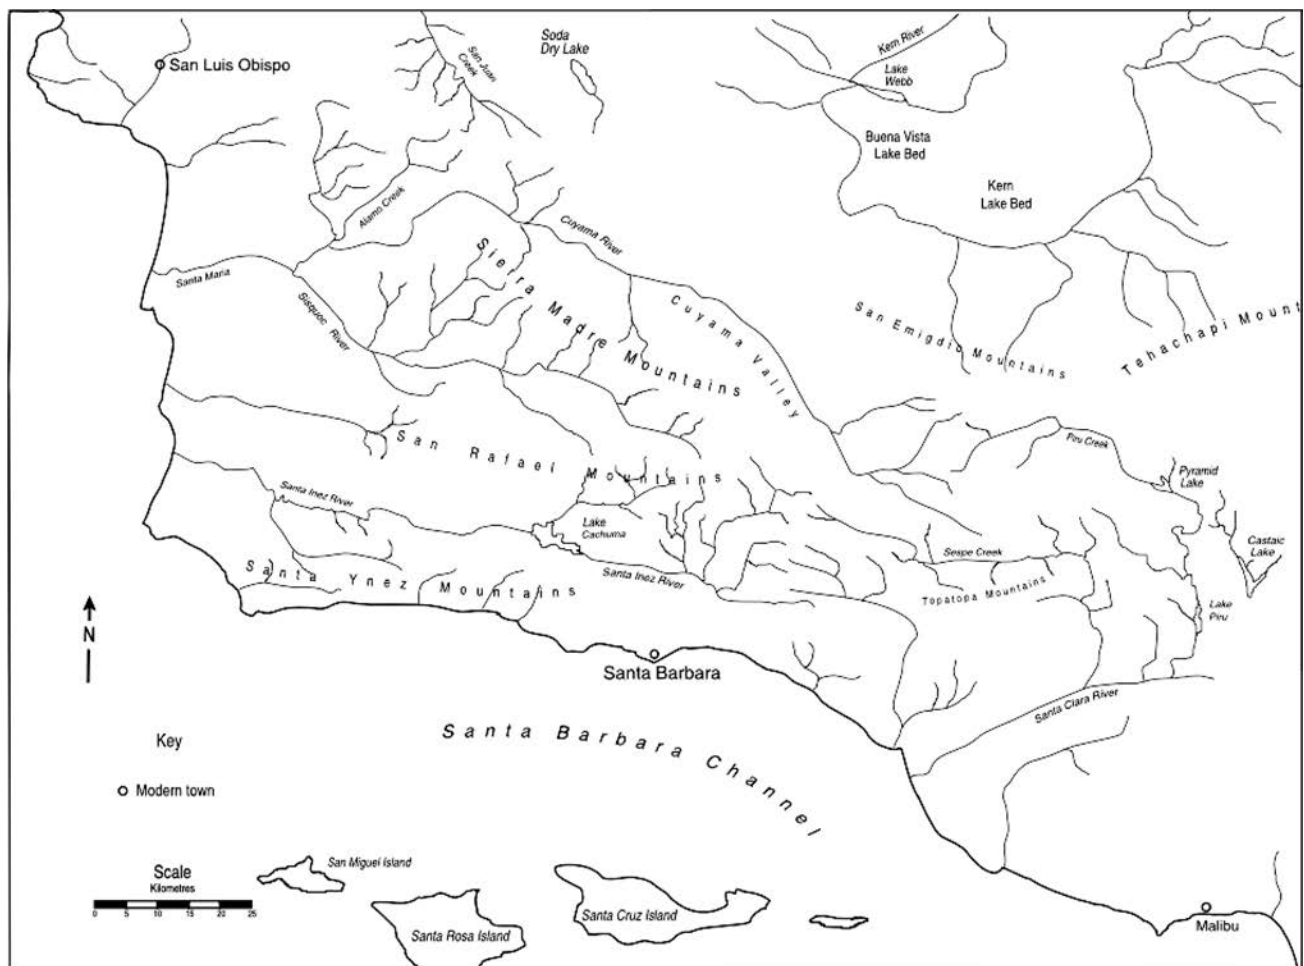 San Luis Obispo
San Juan
Creek
Soda
Dry Lake
Kern River
Lake
Webb
Buena Vista
Lake Bed
Kern
Lake Bed
Alamo Creek
Cuyama River
Santa Maria
Sisquoc River
Sierra Madre Mountains
Cuyama Valley
San Emigdio Mountains
Tehachapi Mount
San Rafael Mountains
Piru Creek
Pyramid
Lake
Santa Inez River
Lake
Cachuma
Santa Inez River
Sespe Creek
Castaic
Lake
Santa Ynez Mountains
Topatopa Mountains
Lake
Piru
N
Santa Barbara
Santa Clara River
Santa Barbara Channel
Key
Modern town
Scale
Kilometres
0 5 10 15 20 25
San Miguel Island
Santa Rosa Island
Santa Cruz Island
Malibu